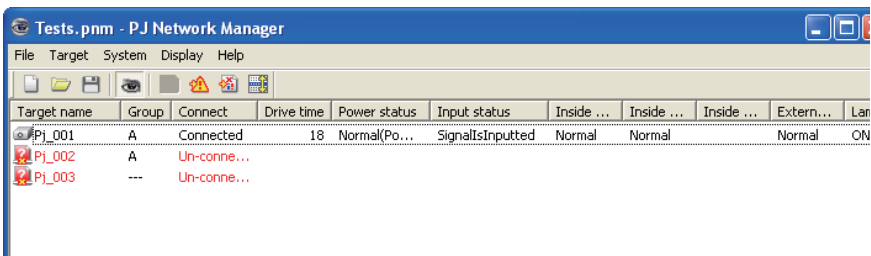 Tests.pnm - PJ Network Manager
File Target System Display Help
Target name Group Connect Drive time Power status Input status Inside ... Inside ... Inside ... Extern... Lam
Pj_001 A Connected 18 Normal(Po... SignalIsInputted Normal Normal Normal ON
Pj_002 A Un-conne...
Pj_003 --- Un-conne...